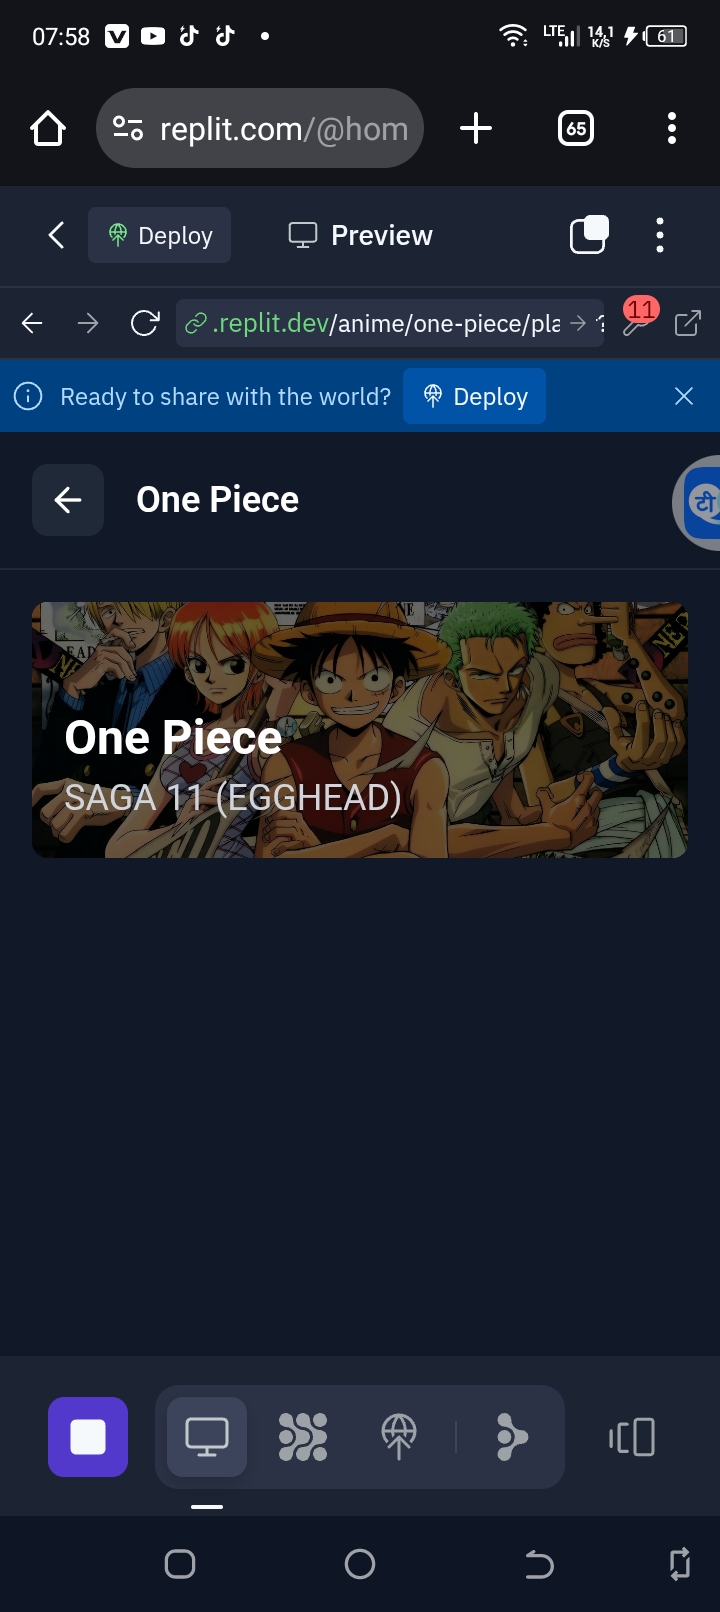 07:58
LTE 14,1 K/S 61
replit.com/@hom
65
Deploy
Preview
11
.replit.dev/anime/one-piece/pla
Ready to share with the world?
Deploy
One Piece
टी
One Piece
SAGA 11 (EGGHEAD)